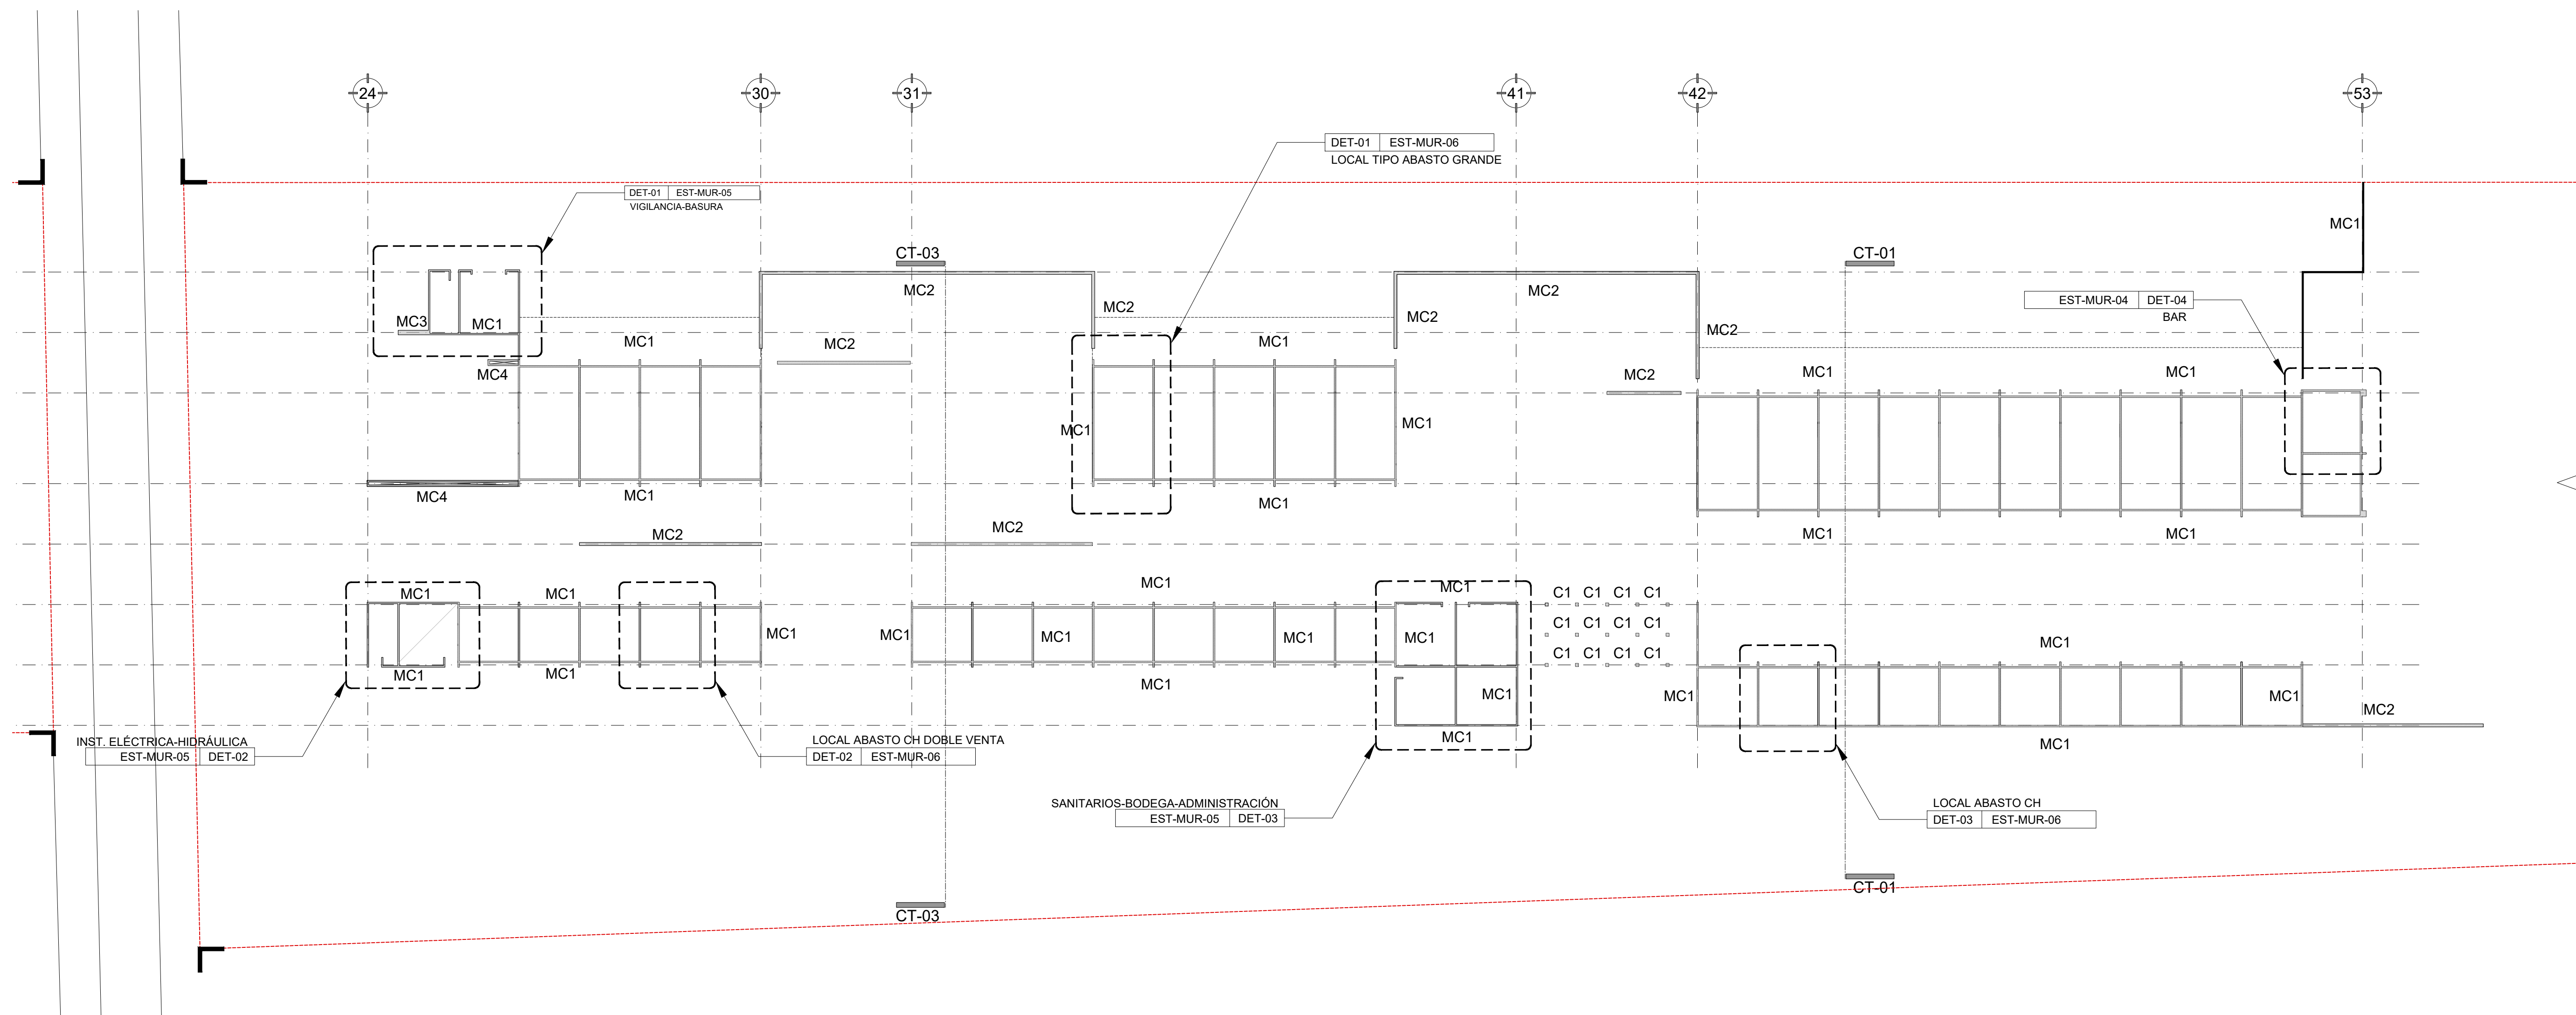 24
30
31
41
42
53
DET-01 EST-MUR-06
LOCAL TIPO ABASTO GRANDE
DET-01 EST-MUR-05
VIGILANCIA-BASURA
MC1
CT-03
CT-01
MC2
MC2
MC2
MC2
EST-MUR-04 DET-04
BAR
MC3
MC1
MC2
MC1
MC2
MC1
MC4
MC2
MC1
MC1
MC1
MC1
MC4
MC1
MC1
MC1
MC1
MC2
MC2
MC1
MC1
MC1
MC1
C1 C1 C1 C1
C1 C1 C1 C1
MC1
MC1
MC1
MC1
MC1
MC1
C1 C1 C1 C1
MC1
MC1
MC1
MC1
MC1
MC1
MC1
MC2
MC1
MC1
INST. ELÉCTRICA-HIDRÁULICA
EST-MUR-05 DET-02
LOCAL ABASTO CH DOBLE VENTA
DET-02 EST-MUR-06
SANITARIOS-BODEGA-ADMINISTRACIÓN
EST-MUR-05 DET-03
LOCAL ABASTO CH
DET-03 EST-MUR-06
CT-01
CT-03